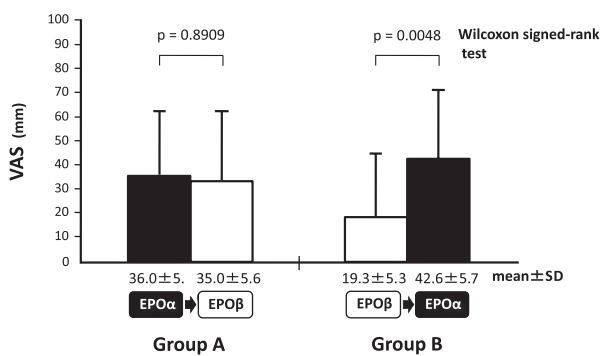 100
90
80
70
60
50
40
30
20
10
0
VAS (mm)
p = 0.8909
p = 0.0048
Wilcoxon signed-rank
test
36.0±5. 35.0±5.6 19.3±5.3 42.6±5.7 mean±SD
EPOα EPOβ EPOβ EPOα
Group A Group B